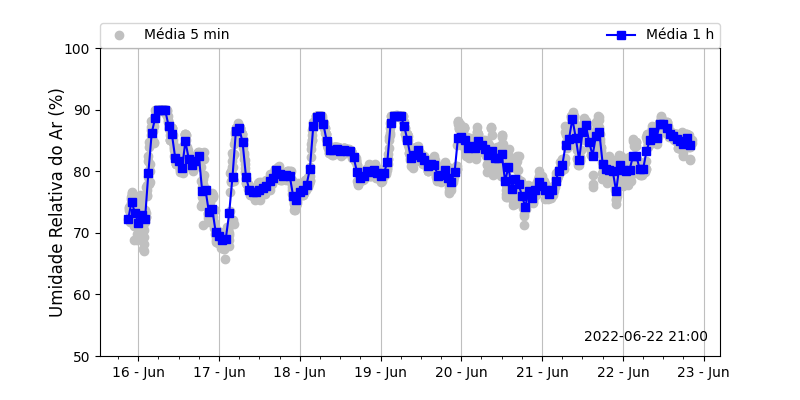 Média 5 min Média 1 h
Umidade Relativa do Ar (%)
100
90
80
70
60
50
2022-06-22 21:00
16 - Jun 17 - Jun 18 - Jun 19 - Jun 20 - Jun 21 - Jun 22 - Jun 23 - Jun